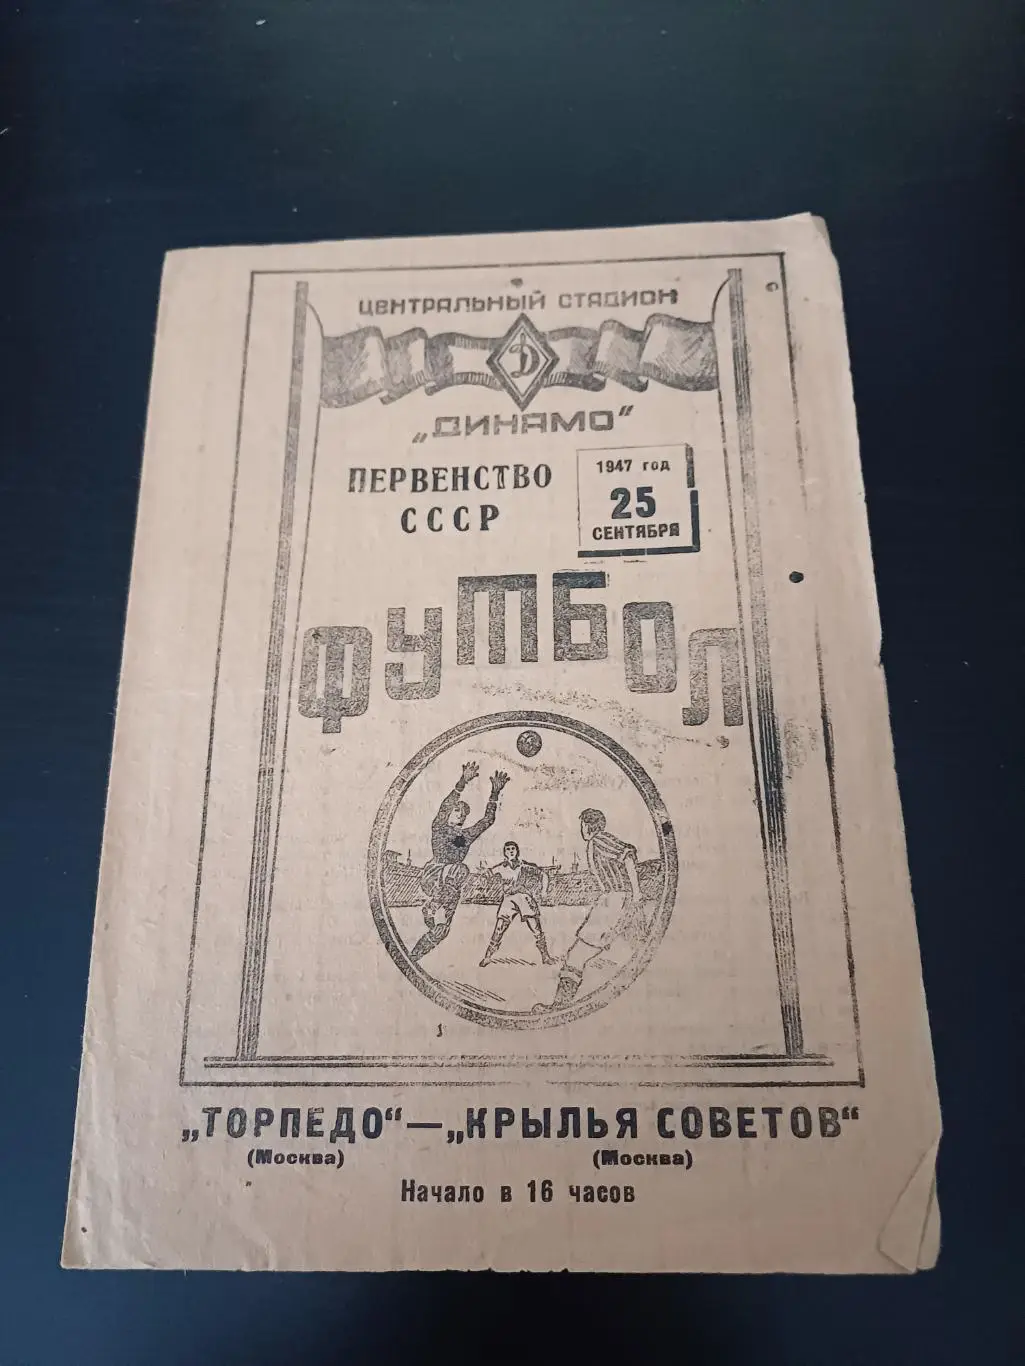 ЦЕНТРАЛЬНЫЙ СТАДИОН
Д
„ДИНАМО“
ПЕРВЕНСТВО
СССР
1947 год
25
СЕНТЯБРЯ
ФУТБОЛ
„ТОРПЕДО“ — „КРЫЛЬЯ СОВЕТОВ“
(Москва) (Москва)
Начало в 16 часов